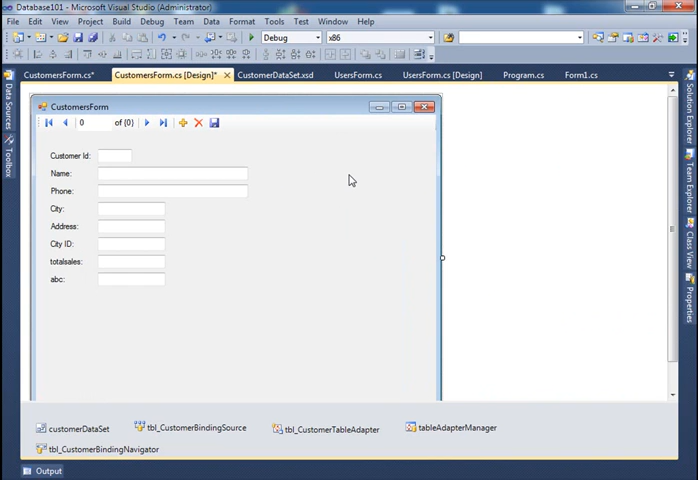 Database101 - Microsoft Visual Studio (Administrator)
File Edit View Project Build Debug Team Data Format Tools Test Window Help
Debug x86
CustomersForm.cs* CustomersForm.cs [Design]* CustomerDataSet.xsd UsersForm.cs UsersForm.cs [Design] Program.cs Form1.cs
Data Sources
Toolbox
CustomersForm
0 of {0}
Customer Id:
Name:
Phone:
City:
Address:
City ID:
totalsales:
abc:
Solution Explorer
Team Explorer
Class View
Properties
customerDataSet tbl_CustomerBindingSource tbl_CustomerTableAdapter tableAdapterManager
tbl_CustomerBindingNavigator
Output